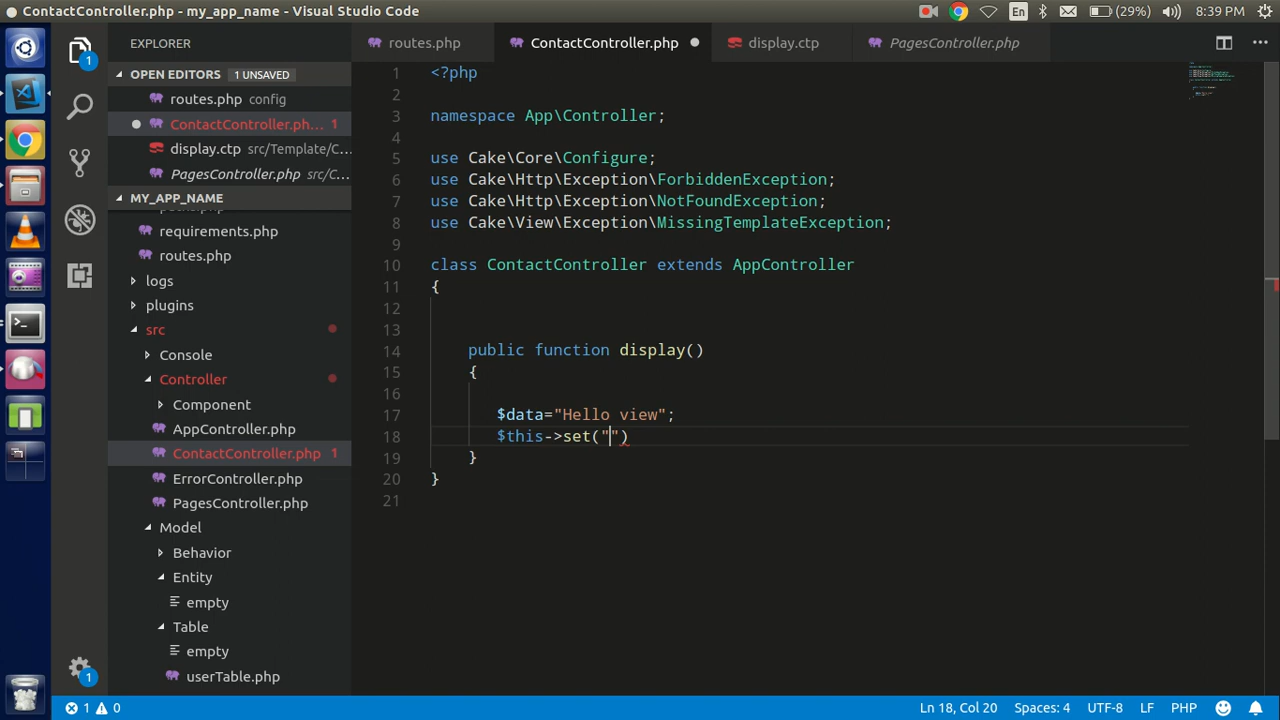 ContactController.php - my_app_name - Visual Studio Code
En
(29%)
8:39 PM
EXPLORER
OPEN EDITORS 1 UNSAVED
routes.php config
ContactController.ph... 1
display.ctp src/Template/C...
PagesController.php src/C...
MY_APP_NAME
requirements.php
routes.php
logs
plugins
src
Console
Controller
Component
AppController.php
ContactController.php 1
ErrorController.php
PagesController.php
Model
Behavior
Entity
empty
Table
empty
userTable.php
1
1
routes.php
ContactController.php
display.ctp
PagesController.php
1 <?php
2
3 namespace App\Controller;
4
5 use Cake\Core\Configure;
6 use Cake\Http\Exception\ForbiddenException;
7 use Cake\Http\Exception\NotFoundException;
8 use Cake\View\Exception\MissingTemplateException;
9
10 class ContactController extends AppController
11 {
12
13
14 public function display()
15 {
16
17 $data="Hello view";
18 $this->set("")
19 }
20 }
21
1 0
Ln 18, Col 20
Spaces: 4
UTF-8
LF
PHP